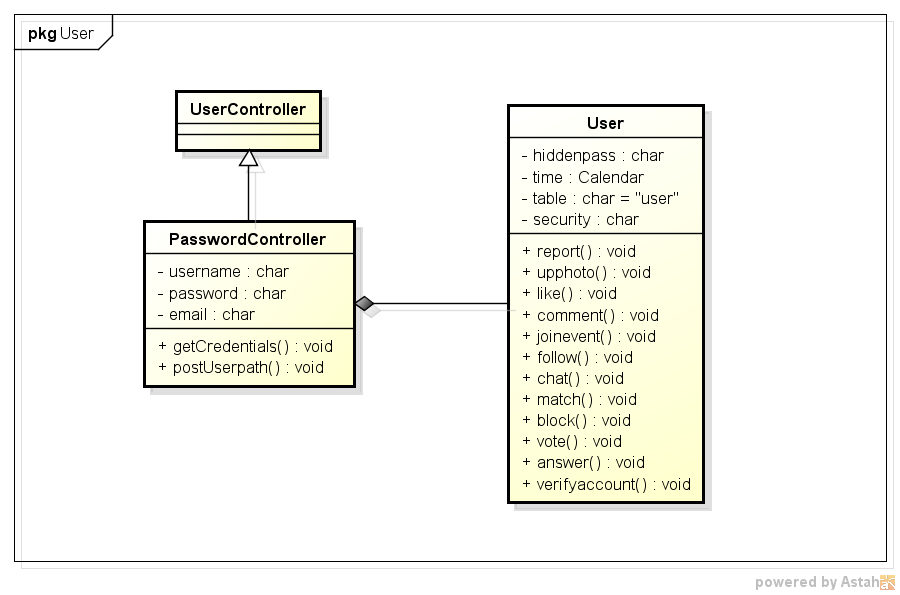 pkg User
UserController
PasswordController
- username : char
- password : char
- email : char
+ getCredentials() : void
+ postUserpath() : void
User
- hiddenpass : char
- time : Calendar
- table : char = "user"
- security : char
+ report() : void
+ upphoto() : void
+ like() : void
+ comment() : void
+ joinevent() : void
+ follow() : void
+ chat() : void
+ match() : void
+ block() : void
+ vote() : void
+ answer() : void
+ verifyaccount() : void
powered by Astah